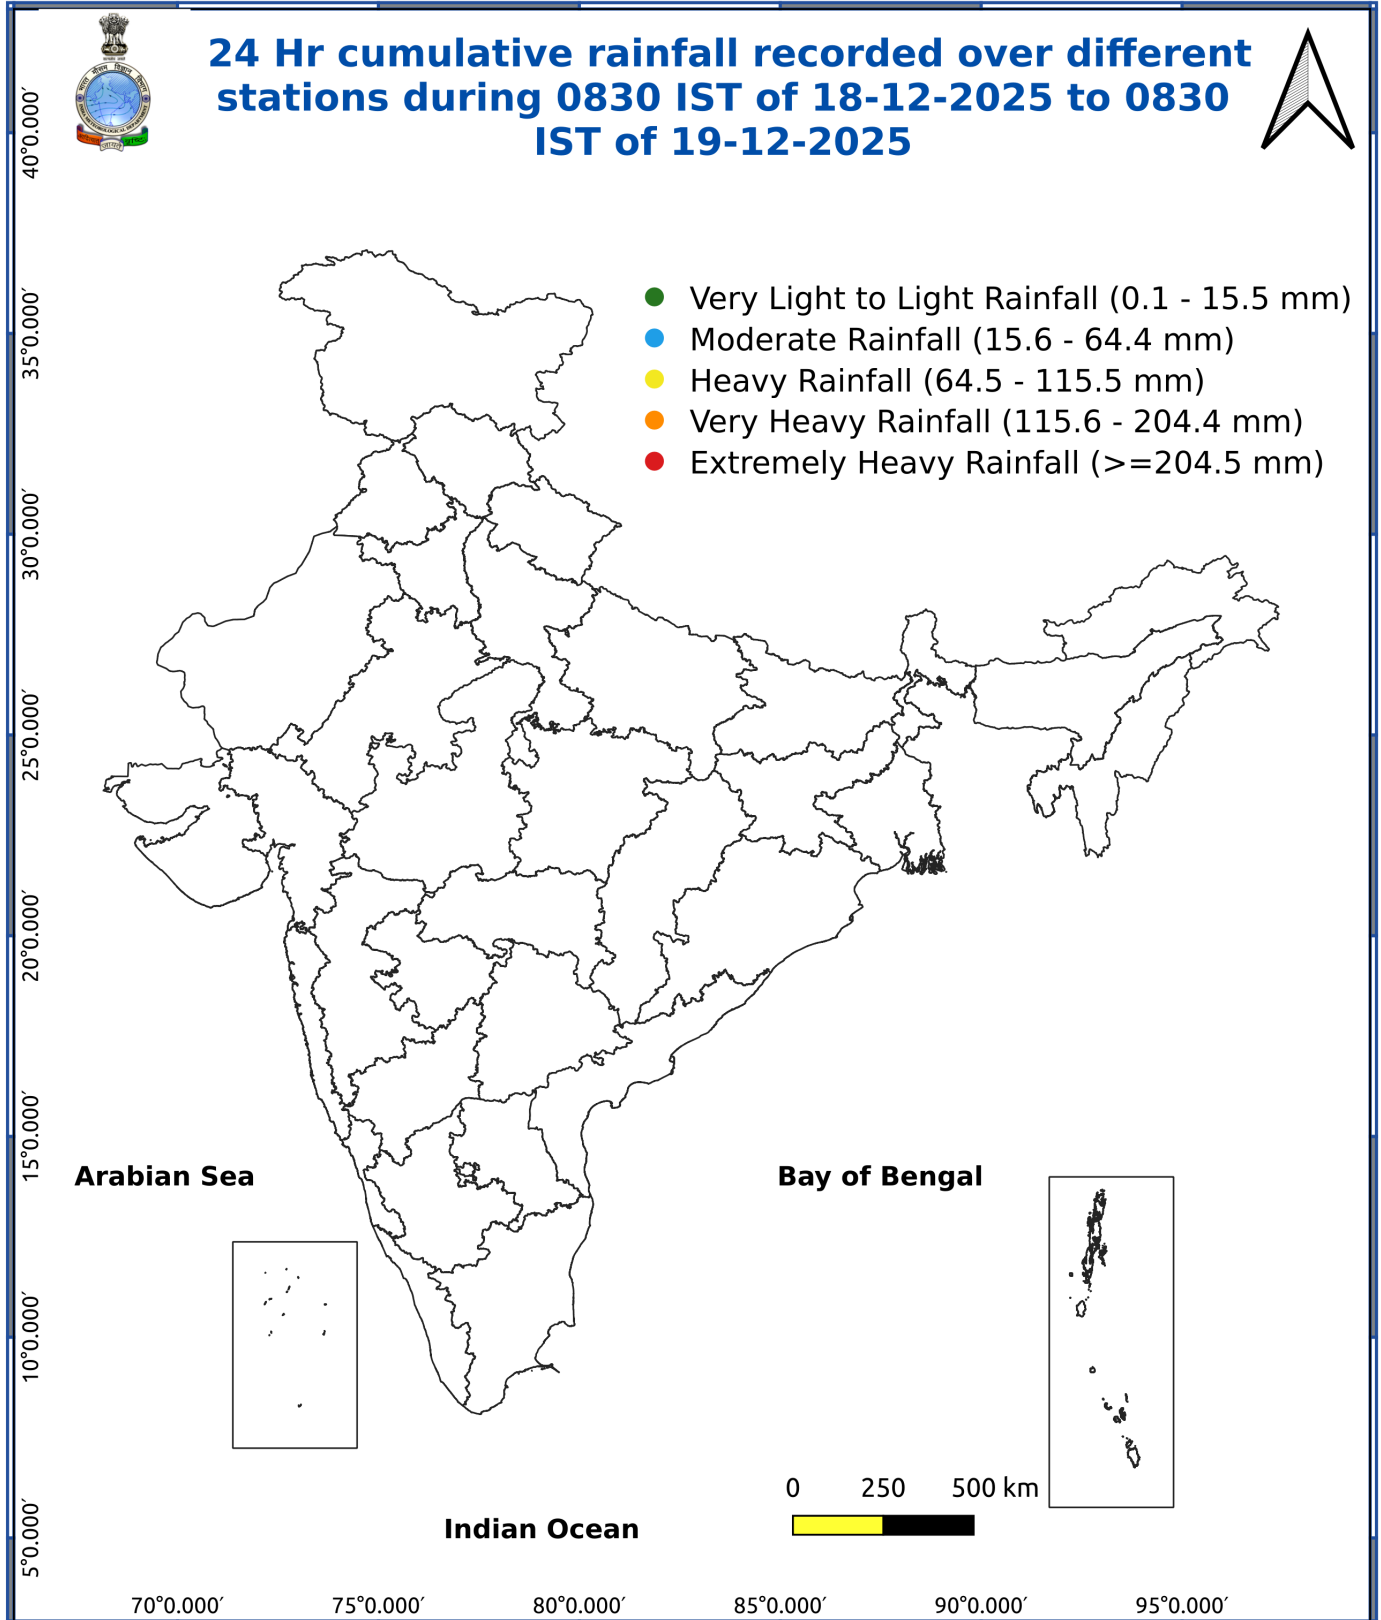 24 Hr cumulative rainfall recorded over different
stations during 0830 IST of 18-12-2025 to 0830
IST of 19-12-2025
Very Light to Light Rainfall (0.1 - 15.5 mm)
Moderate Rainfall (15.6 - 64.4 mm)
Heavy Rainfall (64.5 - 115.5 mm)
Very Heavy Rainfall (115.6 - 204.4 mm)
Extremely Heavy Rainfall (>=204.5 mm)
40°0.000′
35°0.000′
30°0.000′
25°0.000′
20°0.000′
15°0.000′
10°0.000′
5°0.000′
Arabian Sea
Bay of Bengal
Indian Ocean
0 250 500 km
70°0.000′ 75°0.000′ 80°0.000′ 85°0.000′ 90°0.000′ 95°0.000′